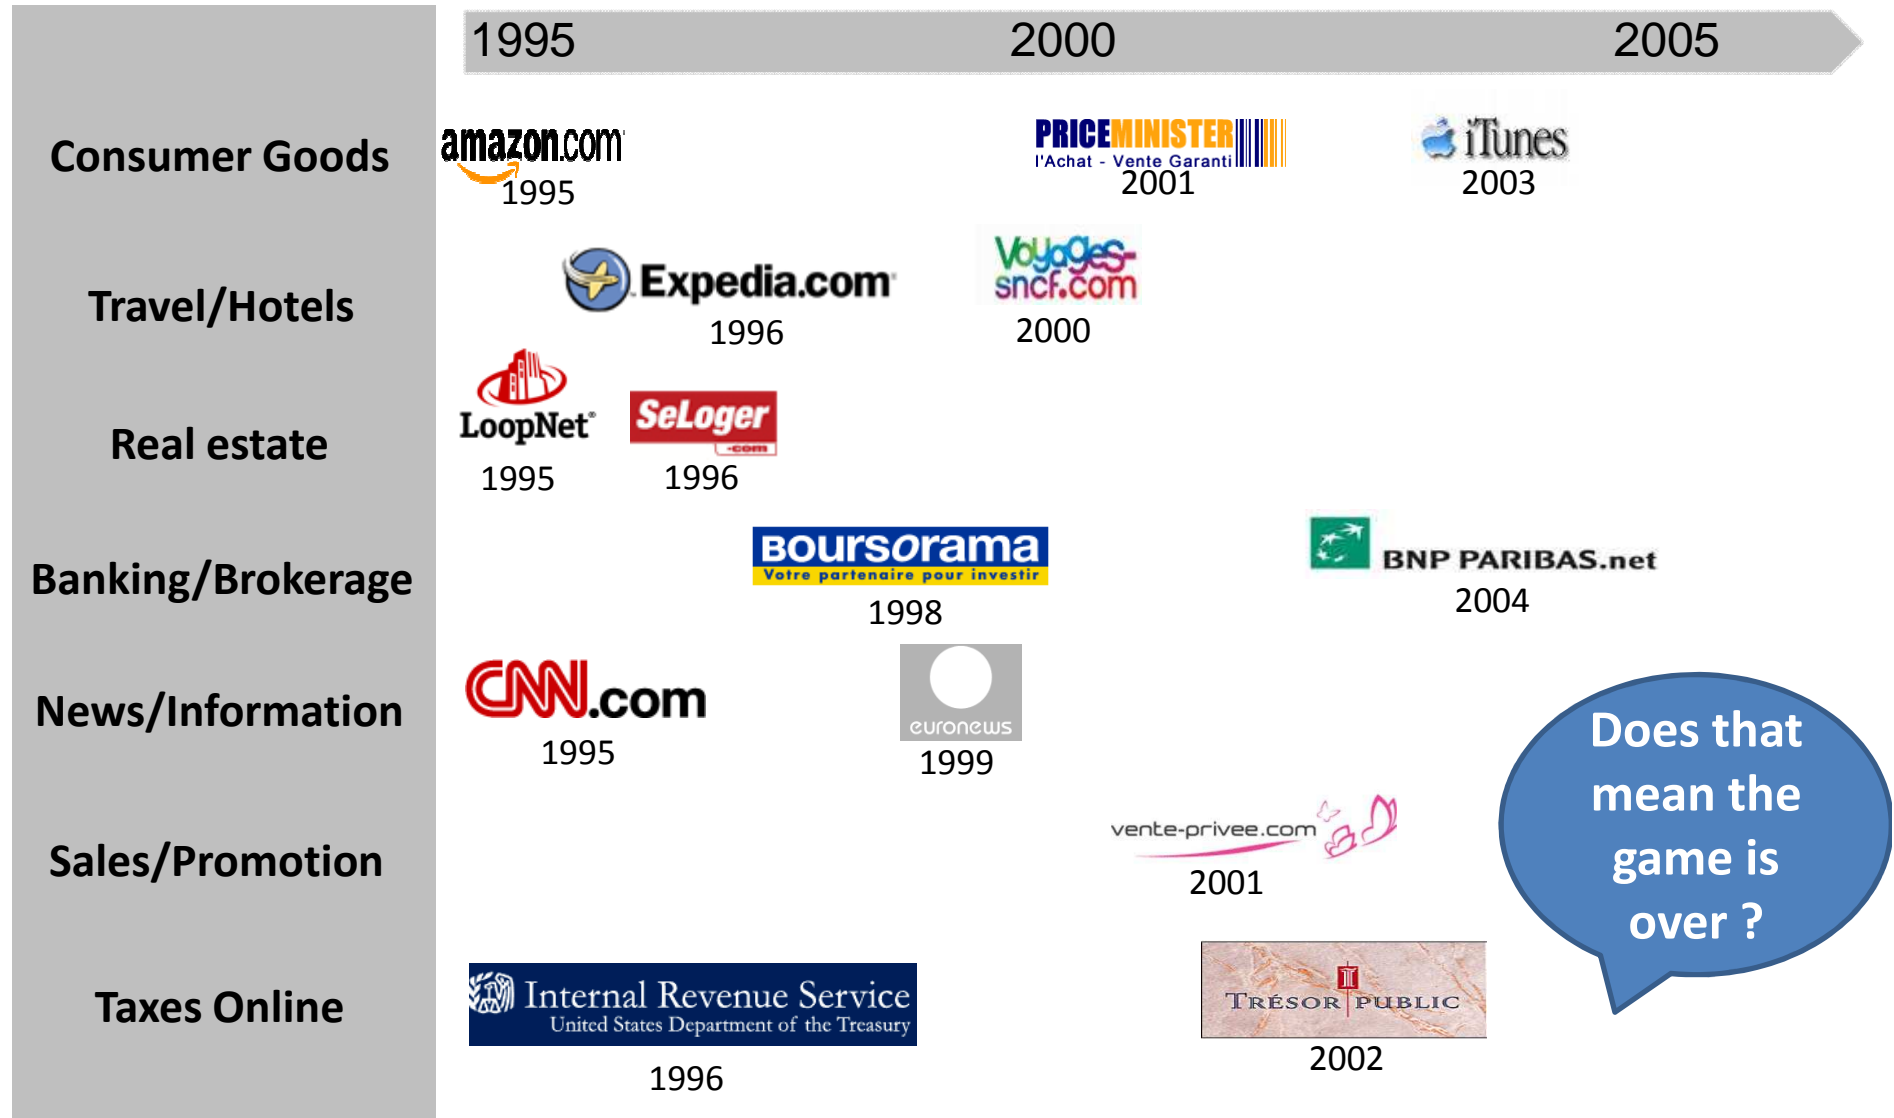 1995 2000 2005
Consumer Goods
amazon.com
1995
PRICEMINISTER
l'Achat - Vente Garanti
2001
iTunes
2003
Travel/Hotels
Expedia.com
1996
Voyages-
sncf.com
2000
Real estate
LoopNet®
1995
SeLoger
.com
1996
Banking/Brokerage
BOURSORAMA
Votre partenaire pour investir
1998
BNP PARIBAS.net
2004
News/Information
CNN.com
1995
euronews
1999
Sales/Promotion
vente-privee.com
2001
Does that
mean the
game is
over ?
Taxes Online
Internal Revenue Service
United States Department of the Treasury
1996
TRÉSOR PUBLIC
2002